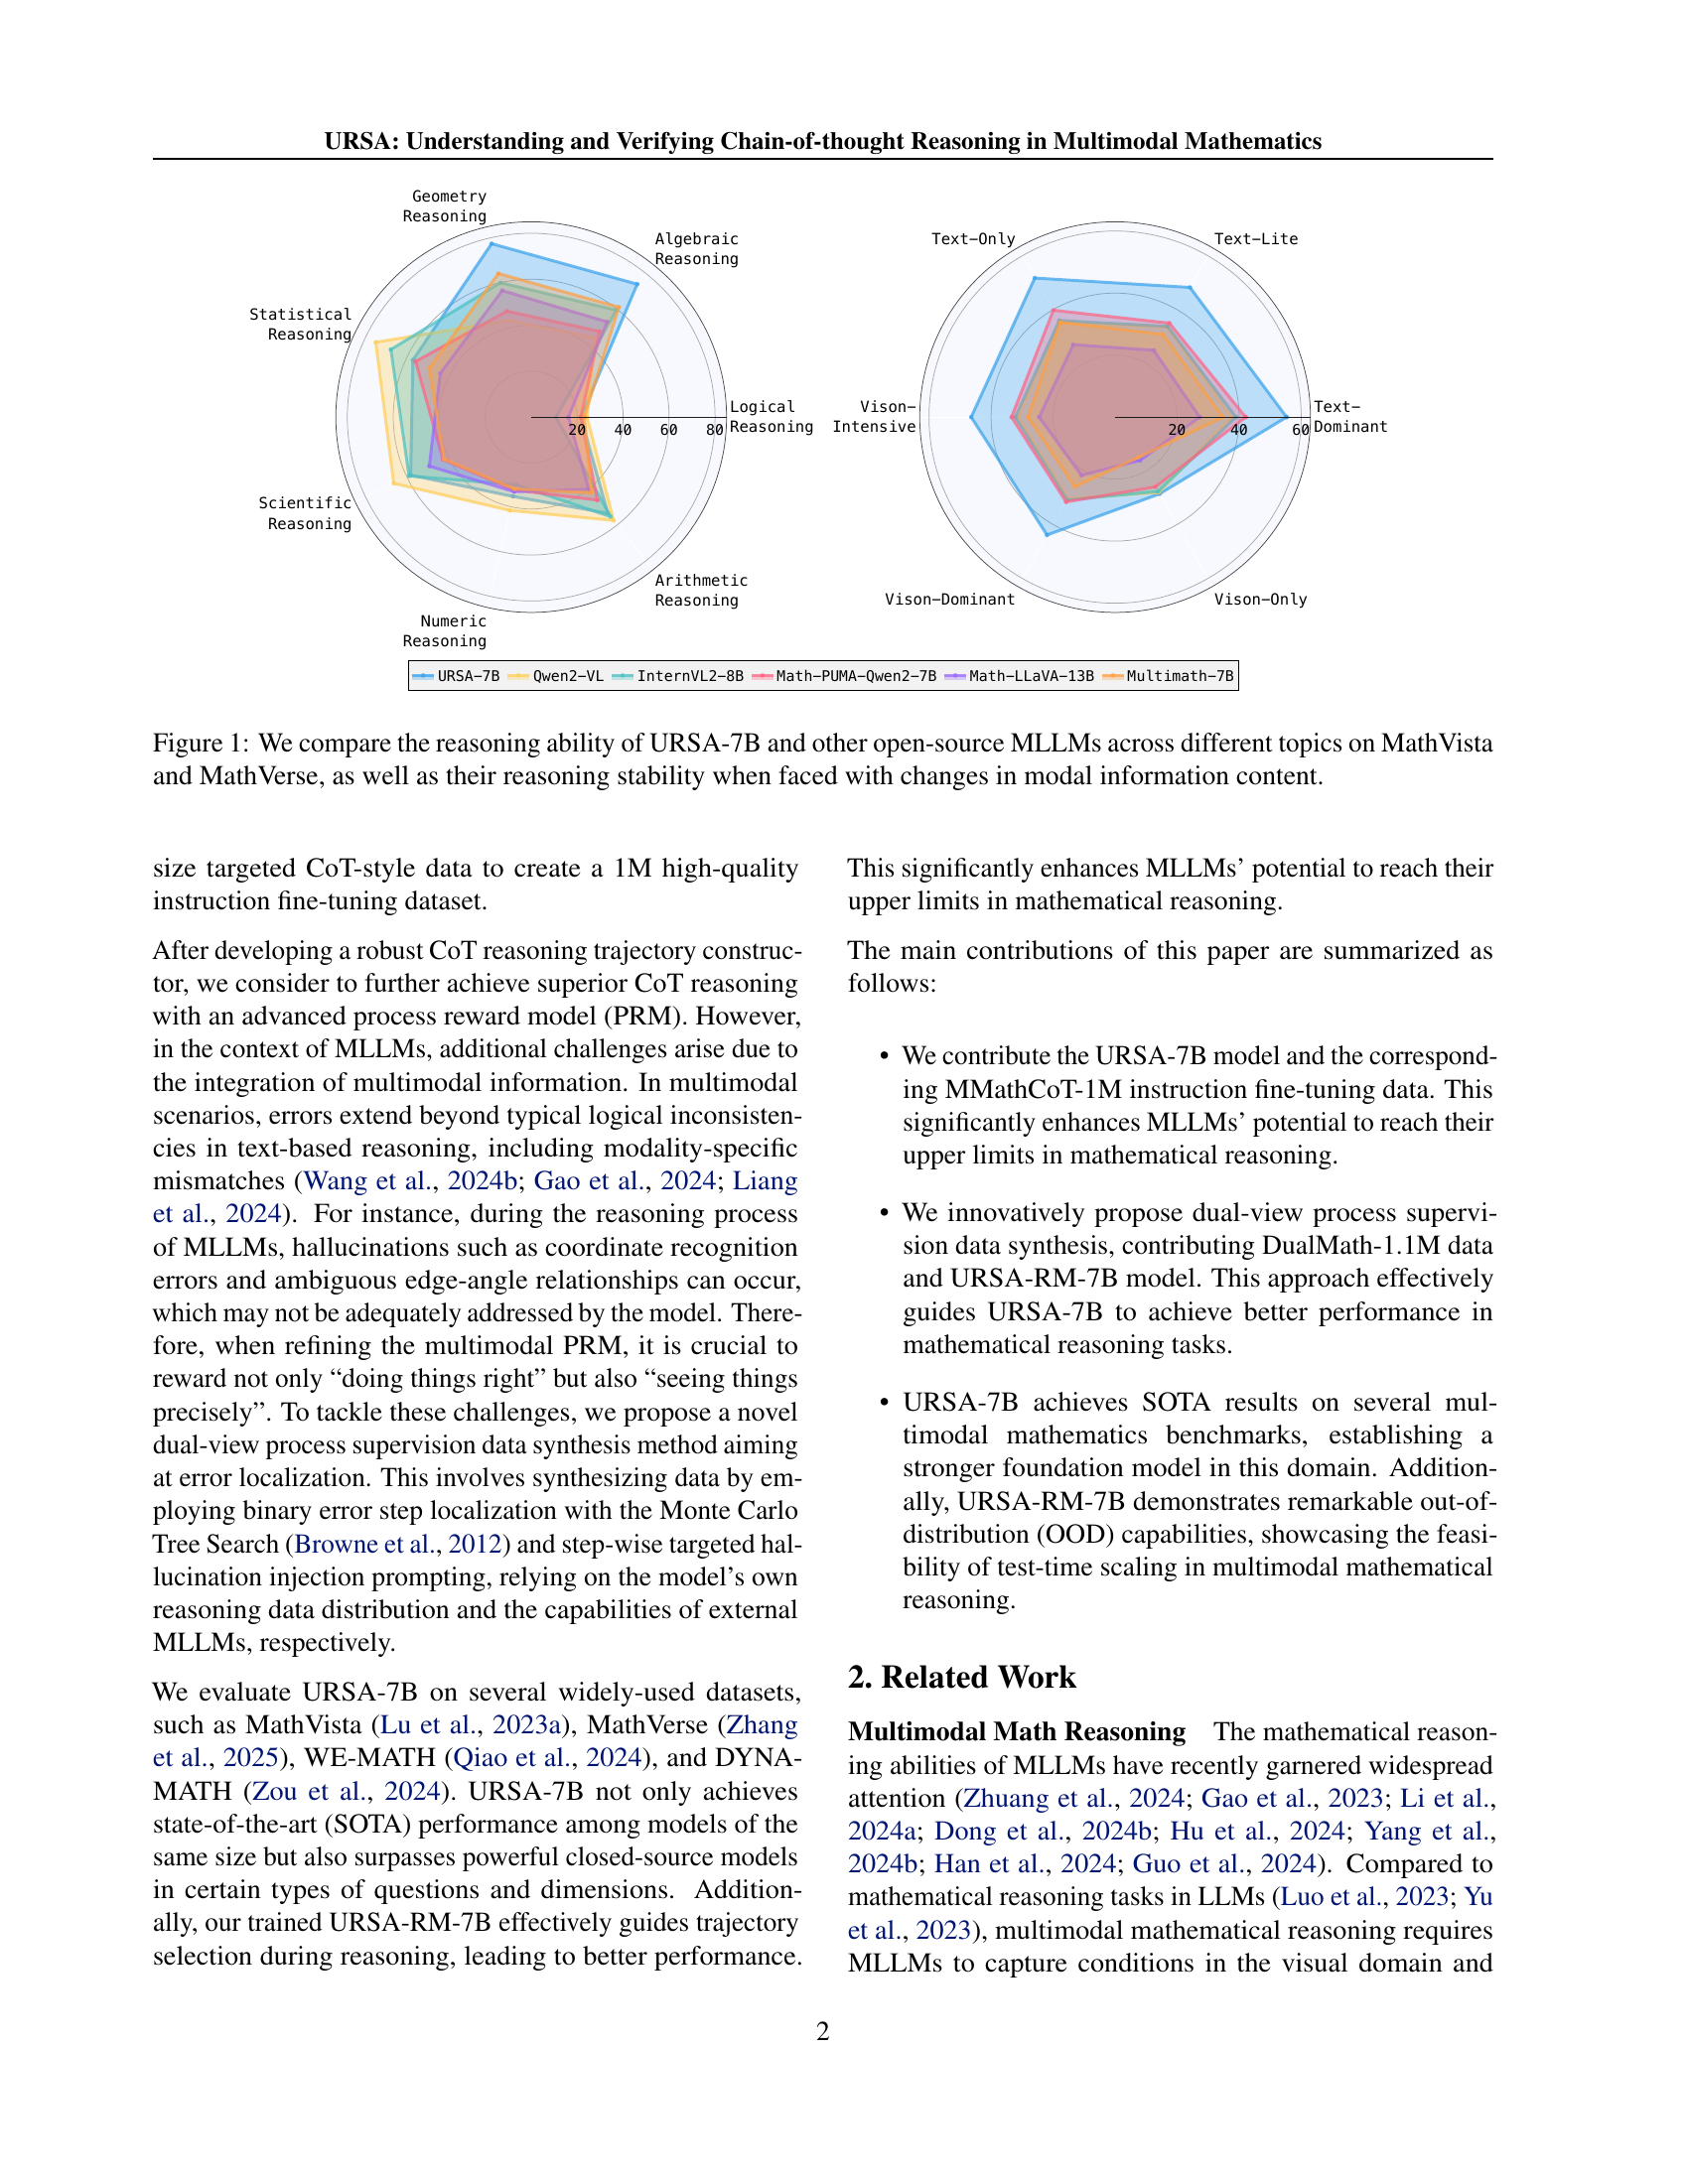 URSA: Understanding and Verifying Chain-of-thought Reasoning in Multimodal Mathematics
Geometry
Reasoning
Algebraic
Reasoning
Statistical
Reasoning
Logical
Reasoning
20 40 60 80
Scientific
Reasoning
Arithmetic
Reasoning
Numeric
Reasoning
Text-Only
Text-Lite
Vison-
Intensive
Text-
Dominant
20 40 60
Vison-Dominant
Vison-Only
URSA-7B Qwen2-VL InternVL2-8B Math-PUMA-Qwen2-7B Math-LLaVA-13B Multimath-7B
Figure 1: We compare the reasoning ability of URSA-7B and other open-source MLLMs across different topics on MathVista
and MathVerse, as well as their reasoning stability when faced with changes in modal information content.
size targeted CoT-style data to create a 1M high-quality
instruction fine-tuning dataset.
After developing a robust CoT reasoning trajectory construc-
tor, we consider to further achieve superior CoT reasoning
with an advanced process reward model (PRM). However,
in the context of MLLMs, additional challenges arise due to
the integration of multimodal information. In multimodal
scenarios, errors extend beyond typical logical inconsisten-
cies in text-based reasoning, including modality-specific
mismatches (Wang et al., 2024b; Gao et al., 2024; Liang
et al., 2024). For instance, during the reasoning process
of MLLMs, hallucinations such as coordinate recognition
errors and ambiguous edge-angle relationships can occur,
which may not be adequately addressed by the model. There-
fore, when refining the multimodal PRM, it is crucial to
reward not only “doing things right” but also “seeing things
precisely”. To tackle these challenges, we propose a novel
dual-view process supervision data synthesis method aiming
at error localization. This involves synthesizing data by em-
ploying binary error step localization with the Monte Carlo
Tree Search (Browne et al., 2012) and step-wise targeted hal-
lucination injection prompting, relying on the model’s own
reasoning data distribution and the capabilities of external
MLLMs, respectively.
We evaluate URSA-7B on several widely-used datasets,
such as MathVista (Lu et al., 2023a), MathVerse (Zhang
et al., 2025), WE-MATH (Qiao et al., 2024), and DYNA-
MATH (Zou et al., 2024). URSA-7B not only achieves
state-of-the-art (SOTA) performance among models of the
same size but also surpasses powerful closed-source models
in certain types of questions and dimensions. Addition-
ally, our trained URSA-RM-7B effectively guides trajectory
selection during reasoning, leading to better performance.
This significantly enhances MLLMs’ potential to reach their
upper limits in mathematical reasoning.
The main contributions of this paper are summarized as
follows:
• We contribute the URSA-7B model and the correspond-
ing MMathCoT-1M instruction fine-tuning data. This
significantly enhances MLLMs’ potential to reach their
upper limits in mathematical reasoning.
• We innovatively propose dual-view process supervi-
sion data synthesis, contributing DualMath-1.1M data
and URSA-RM-7B model. This approach effectively
guides URSA-7B to achieve better performance in
mathematical reasoning tasks.
• URSA-7B achieves SOTA results on several mul-
timodal mathematics benchmarks, establishing a
stronger foundation model in this domain. Addition-
ally, URSA-RM-7B demonstrates remarkable out-of-
distribution (OOD) capabilities, showcasing the feasi-
bility of test-time scaling in multimodal mathematical
reasoning.
2. Related Work
Multimodal Math Reasoning The mathematical reason-
ing abilities of MLLMs have recently garnered widespread
attention (Zhuang et al., 2024; Gao et al., 2023; Li et al.,
2024a; Dong et al., 2024b; Hu et al., 2024; Yang et al.,
2024b; Han et al., 2024; Guo et al., 2024). Compared to
mathematical reasoning tasks in LLMs (Luo et al., 2023; Yu
et al., 2023), multimodal mathematical reasoning requires
MLLMs to capture conditions in the visual domain and
2